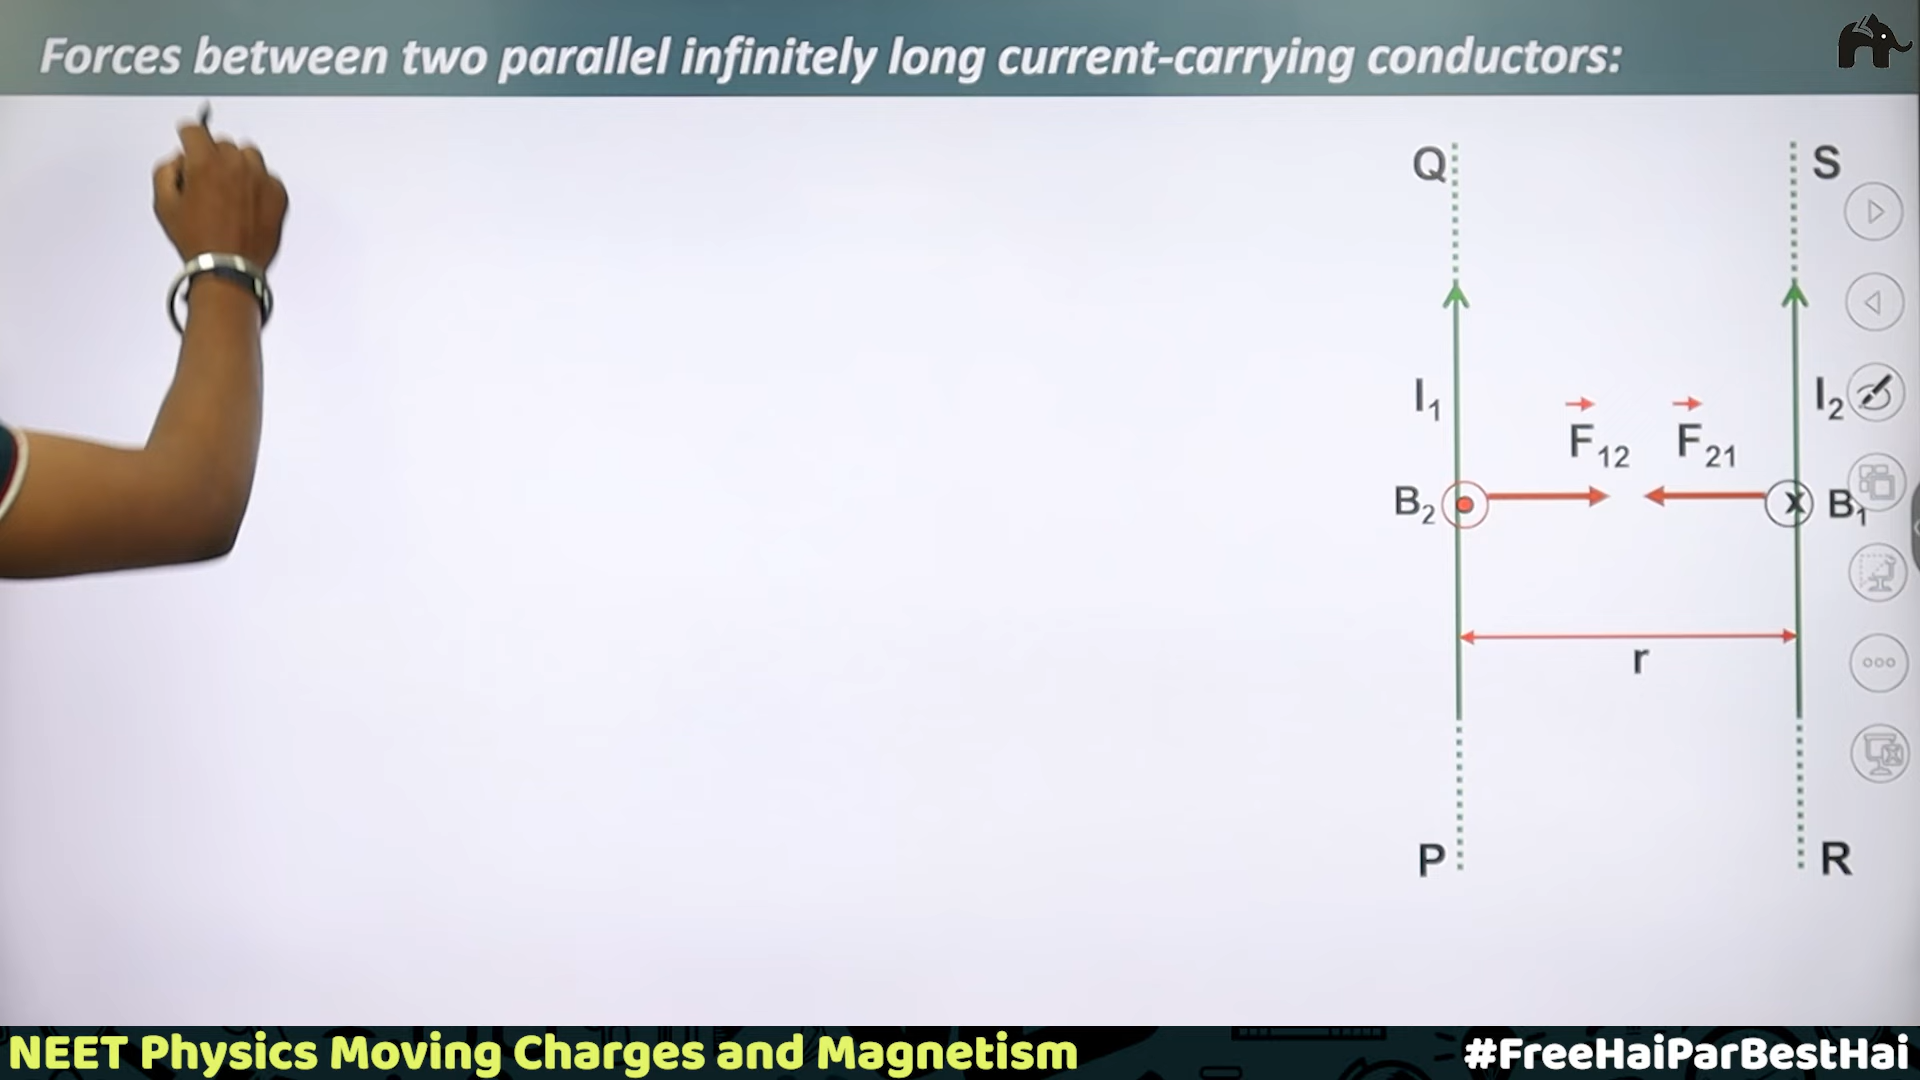 Forces between two parallel infinitely long current-carrying conductors:
Q
S
I₁
F₁₂
F₂₁
I₂
B₂
X
B₁
r
P
R
NEET Physics Moving Charges and Magnetism
#FreeHaiParBestHai